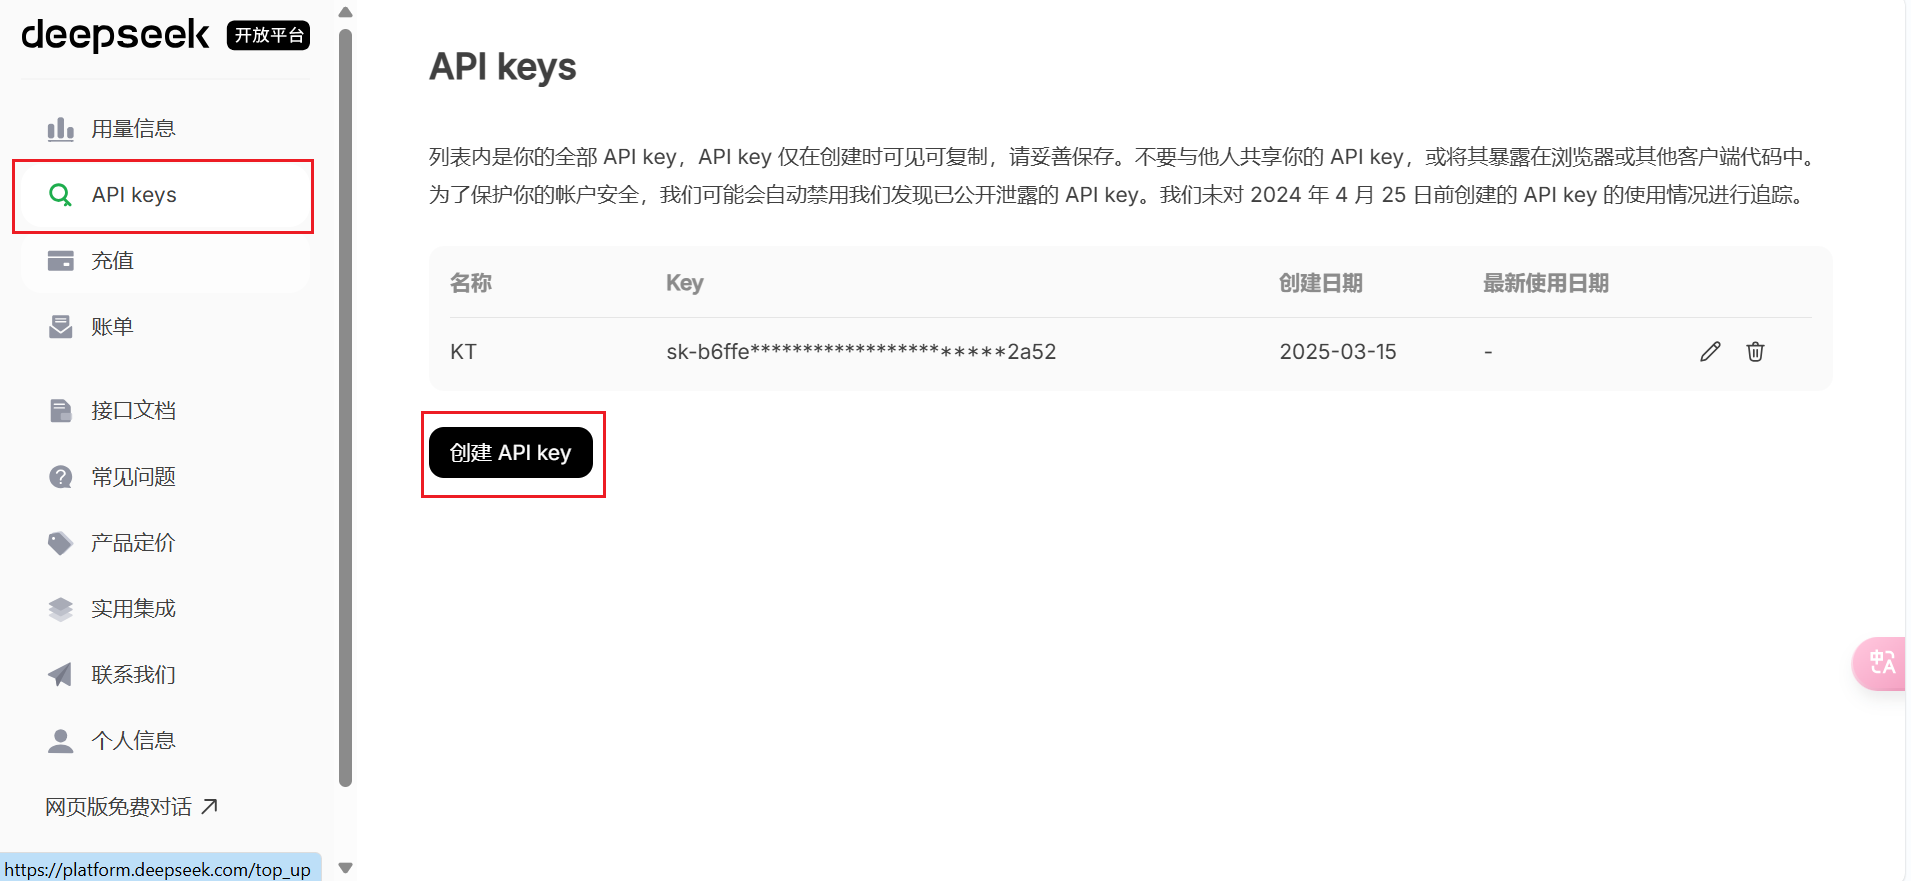 deepseek 开放平台
用量信息
API keys
充值
账单
接口文档
常见问题
产品定价
实用集成
联系我们
个人信息
网页版免费对话
https://platform.deepseek.com/top_up
API keys
列表内是你的全部 API key，API key 仅在创建时可见可复制，请妥善保存。不要与他人共享你的 API key，或将其暴露在浏览器或其他客户端代码中。
为了保护你的帐户安全，我们可能会自动禁用我们发现已公开泄露的 API key。我们未对 2024 年 4 月 25 日前创建的 API key 的使用情况进行追踪。
名称 Key 创建日期 最新使用日期
KT sk-b6ffe***********************2a52 2025-03-15 -
创建 API key
中A